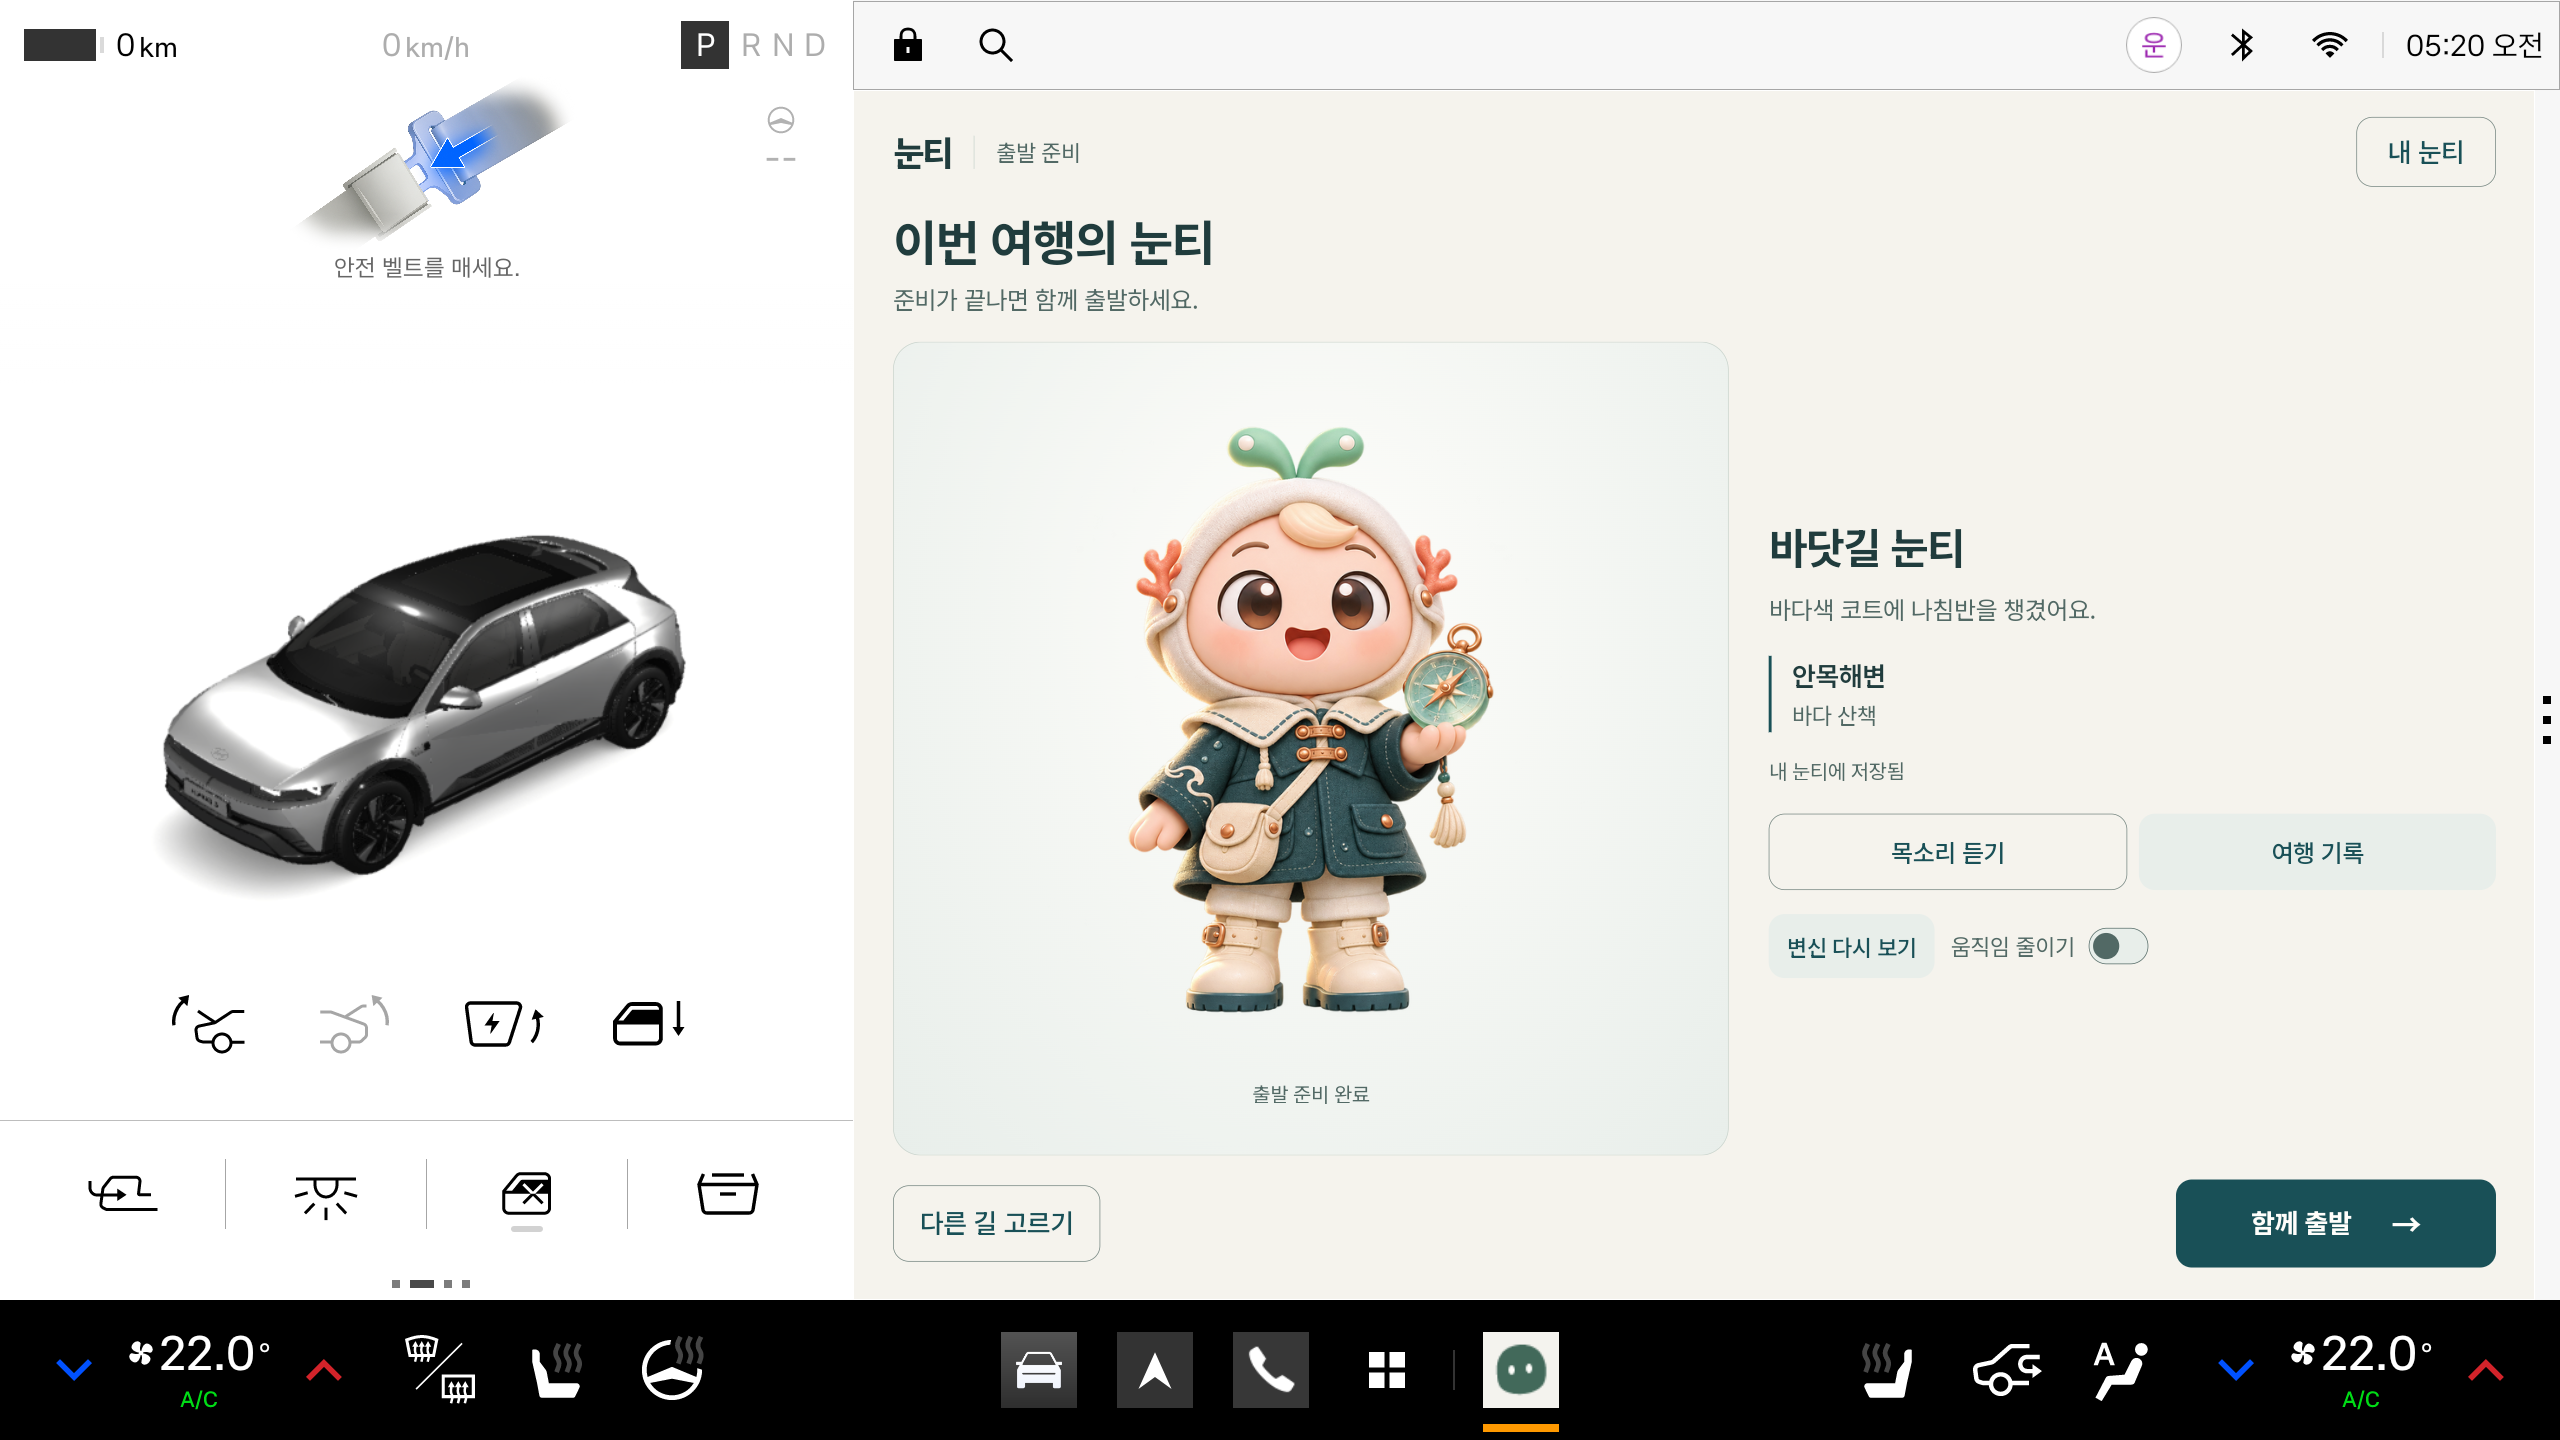 0 km
0 km/h
P R N D
운
05:20 오전
안전 벨트를 매세요.
눈티
출발 준비
내 눈티
이번 여행의 눈티
준비가 끝나면 함께 출발하세요.
출발 준비 완료
바닷길 눈티
바다색 코트에 나침반을 챙겼어요.
안목해변
바다 산책
내 눈티에 저장됨
목소리 듣기
여행 기록
변신 다시 보기
움직임 줄이기
다른 길 고르기
함께 출발 →
22.0°
A/C
A
22.0°
A/C